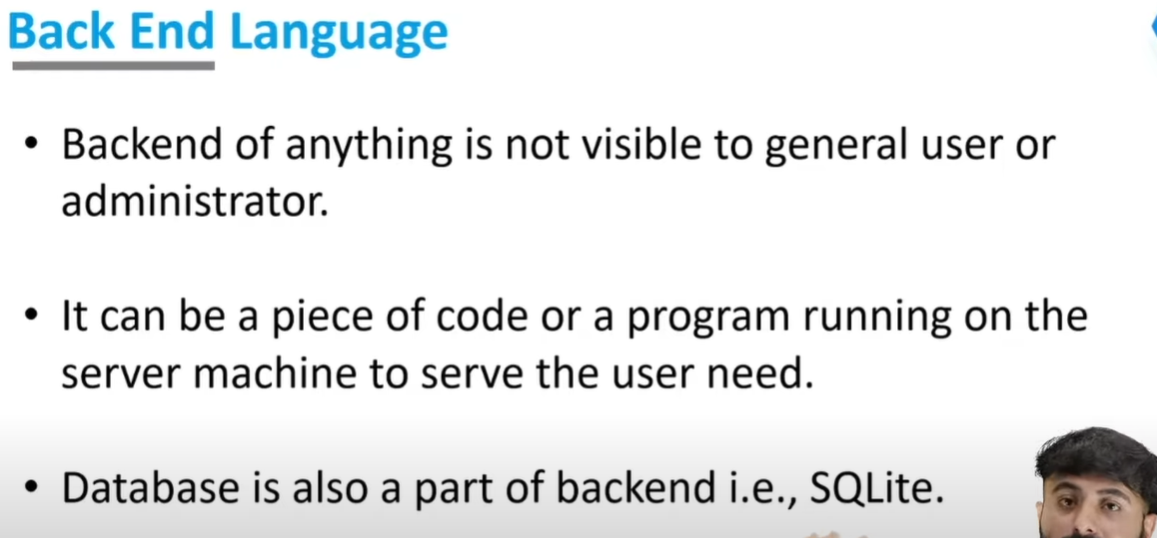 Back End Language
• Backend of anything is not visible to general user or
administrator.
• It can be a piece of code or a program running on the
server machine to serve the user need.
• Database is also a part of backend i.e., SQLite.